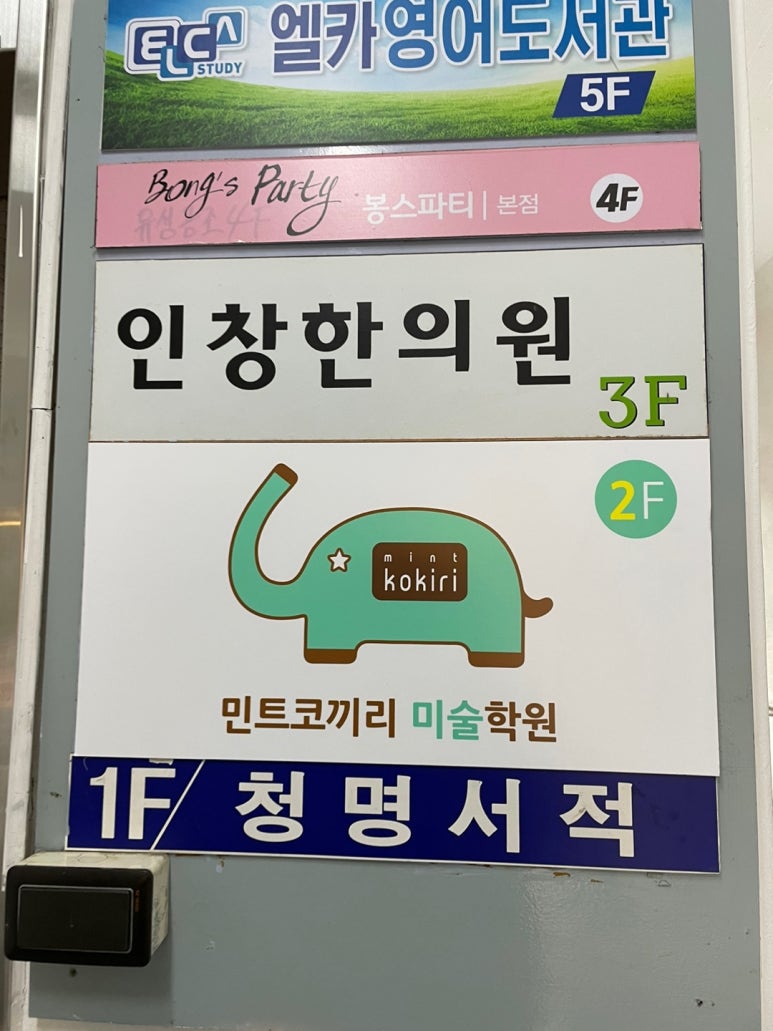 ELCA
STUDY
엘카영어도서관
5F
Bong's Party
봉스파티 | 본점
4F
인창한의원
3F
2F
mint
kokiri
민트코끼리 미술학원
1F/ 청명서적